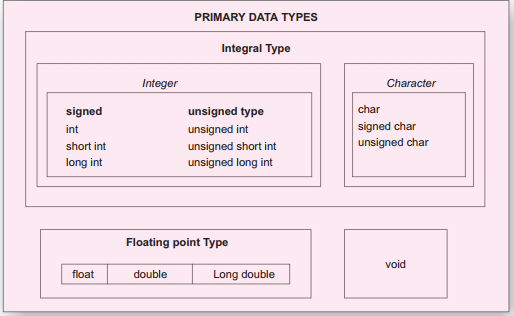 PRIMARY DATA TYPES
Integral Type
Integer
signed unsigned type
int unsigned int
short int unsigned short int
long int unsigned long int
Character
char
signed char
unsigned char
Floating point Type
float double Long double
void